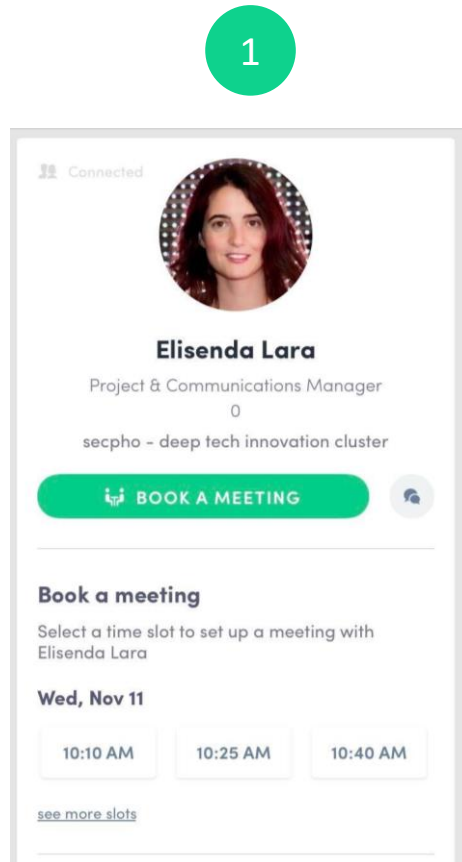 1
Connected
Elisenda Lara
Project & Communications Manager
0
secpho - deep tech innovation cluster
BOOK A MEETING
Book a meeting
Select a time slot to set up a meeting with
Elisenda Lara
Wed, Nov 11
10:10 AM 10:25 AM 10:40 AM
see more slots